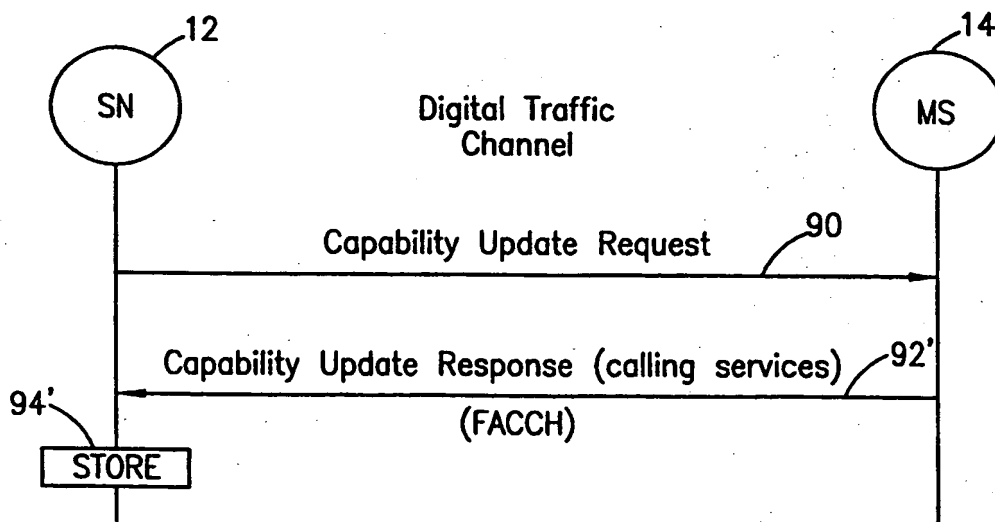 12
14
SN
Digital Traffic
Channel
MS
Capability Update Request
90
Capability Update Response (calling services)
92'
(FACCH)
94'
STORE